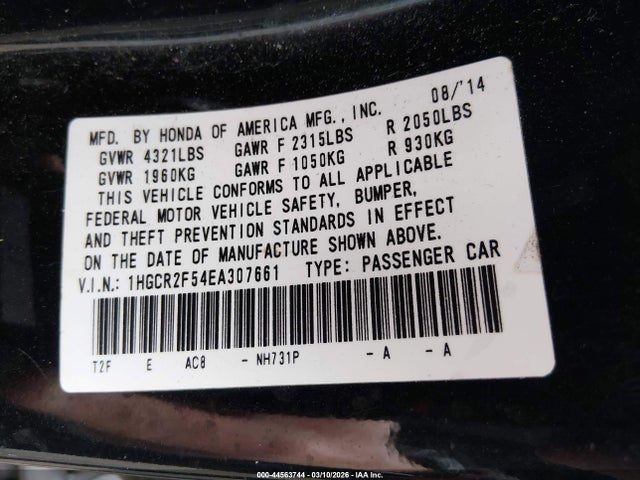 08/'14
MFD. BY HONDA OF AMERICA MFG., INC.
GVWR 4321LBS GAWR F 2315LBS R 2050LBS
GVWR 1960KG GAWR F 1050KG R 930KG
THIS VEHICLE CONFORMS TO ALL APPLICABLE
FEDERAL MOTOR VEHICLE SAFETY, BUMPER,
AND THEFT PREVENTION STANDARDS IN EFFECT
ON THE DATE OF MANUFACTURE SHOWN ABOVE.
V.I.N.: 1HGCR2F54EA307661 TYPE: PASSENGER CAR
T2F E AC8 - NH731P - A - A
000-44563744 - 03/10/2026 - IAA Inc.